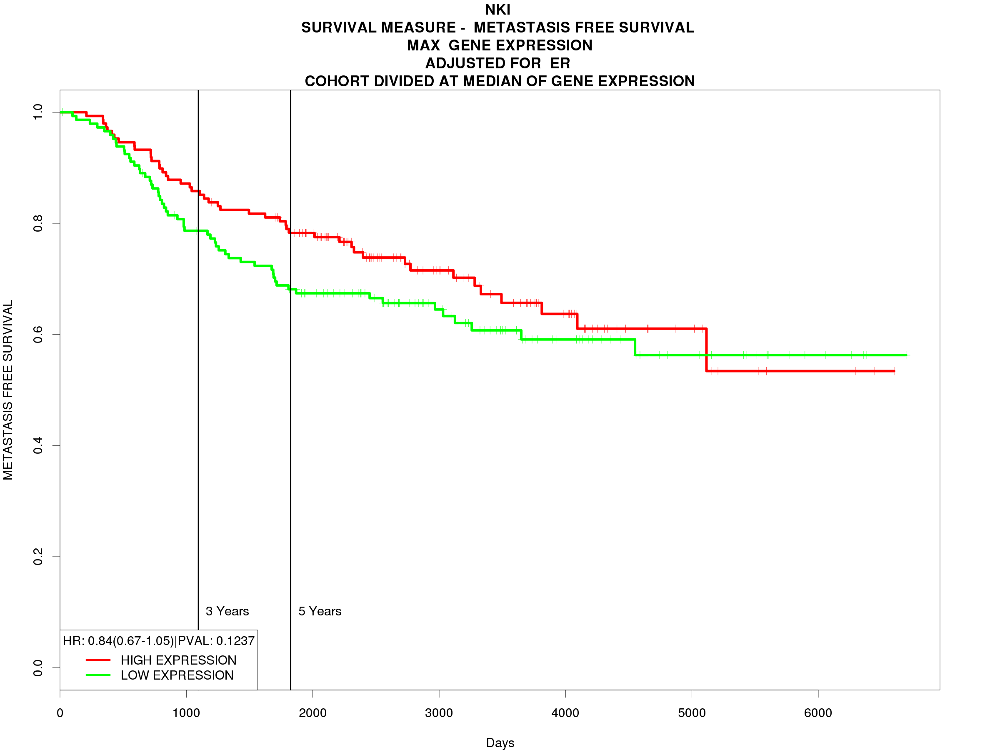 NKI
SURVIVAL MEASURE - METASTASIS FREE SURVIVAL
MAX GENE EXPRESSION
ADJUSTED FOR ER
COHORT DIVIDED AT MEDIAN OF GENE EXPRESSION
METASTASIS FREE SURVIVAL
1.0
0.8
0.6
0.4
0.2
0.0
3 Years
5 Years
HR: 0.84(0.67-1.05)|PVAL: 0.1237
HIGH EXPRESSION
LOW EXPRESSION
0 1000 2000 3000 4000 5000 6000
Days